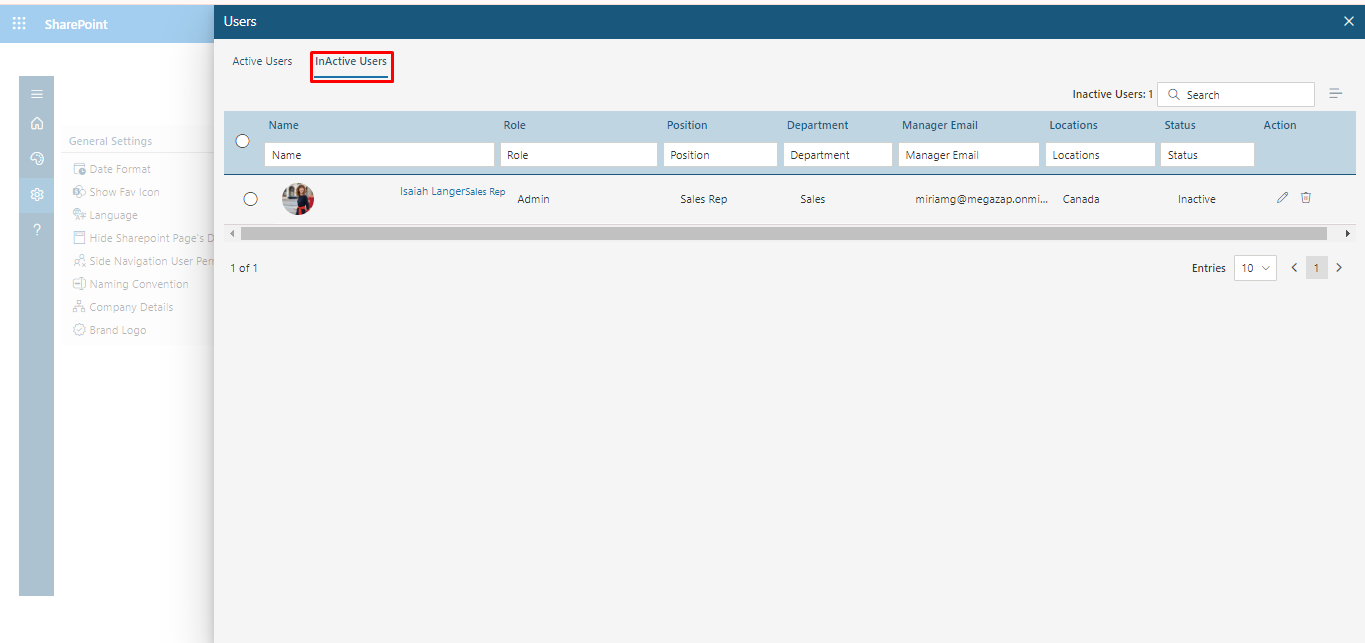 SharePoint
Users
Active Users InActive Users
Inactive Users: 1 Search
Name Role Position Department Manager Email Locations Status Action
Name Role Position Department Manager Email Locations Status
Isaiah LangerSales Rep Admin Sales Rep Sales miriamg@megazap.onmi... Canada Inactive
1 of 1 Entries 10 1
General Settings
Date Format
Show Fav Icon
Language
Hide Sharepoint Page's D
Side Navigation User Perr
Naming Convention
Company Details
Brand Logo